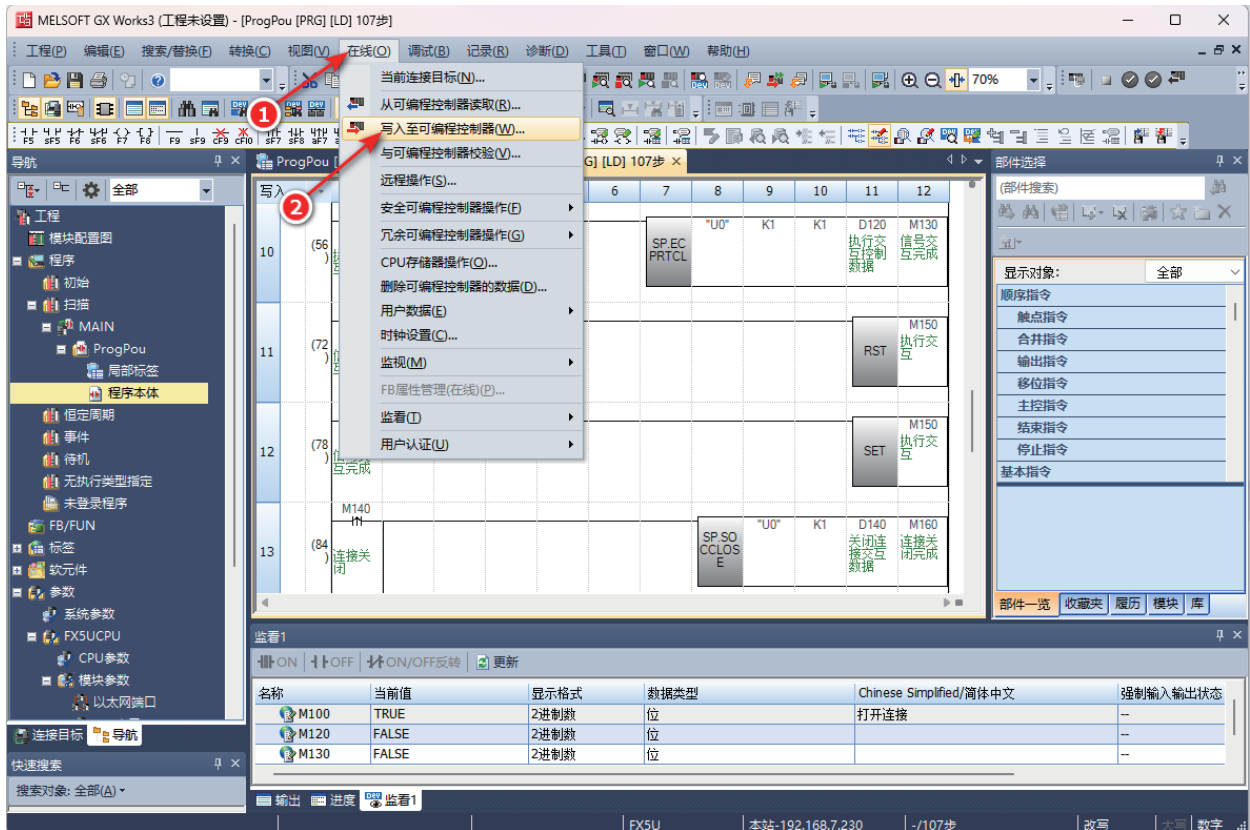 MELSOFT GX Works3 (工程未设置) - [ProgPou [PRG] [LD] 107步]
工程(P) 编辑(E) 搜索/替换(F) 转换(C) 视图(V) 在线(O) 调试(B) 记录(R) 诊断(D) 工具(T) 窗口(W) 帮助(H)
70%
1
当前连接目标(N)...
从可编程控制器读取(R)...
写入至可编程控制器(W)...
与可编程控制器校验(V)...
远程操作(S)...
安全可编程控制器操作(F)
冗余可编程控制器操作(G)
CPU存储器操作(O)...
删除可编程控制器的数据(D)...
用户数据(E)
时钟设置(C)...
监视(M)
FB属性管理(在线)(P)...
监看(T)
用户认证(U)
2
F5 sF5 F6 sF6 F7 F8 F9 sF9 cF9 cF10 sF7 sF8 aF7
导航
全部
工程
模块配置图
程序
初始
扫描
MAIN
ProgPou
局部标签
程序本体
恒定周期
事件
待机
无执行类型指定
未登录程序
FB/FUN
标签
软元件
参数
系统参数
FX5UCPU
CPU参数
模块参数
以太网端口
连接目标 导航
快速搜索
搜索对象: 全部(A)
ProgPou [
G] [LD] 107步
写入
6 7 8 9 10 11 12
10 (56) SP.ECPRTCL "U0" K1 K1 D120 M130
执行交互控制数据
信号交互完成
11 (72) RST M150
执行交互
12 (78) SET M150
互完成
执行交互
M140
13 (84) SP.SOCCLOSE "U0" K1 D140 M160
连接关闭
关闭连接交互数据
连接关闭完成
部件选择
(部件搜索)
显示对象: 全部
顺序指令
触点指令
合并指令
输出指令
移位指令
主控指令
结束指令
停止指令
基本指令
部件一览 收藏夹 履历 模块 库
监看1
ON OFF ON/OFF反转 更新
名称 当前值 显示格式 数据类型 Chinese Simplified/简体中文 强制输入输出状态
M100 TRUE 2进制数 位 打开连接 --
M120 FALSE 2进制数 位 --
M130 FALSE 2进制数 位 --
输出 进度 监看1
FX5U 本站-192.168.7.230 -/107步 改写 大写 数字